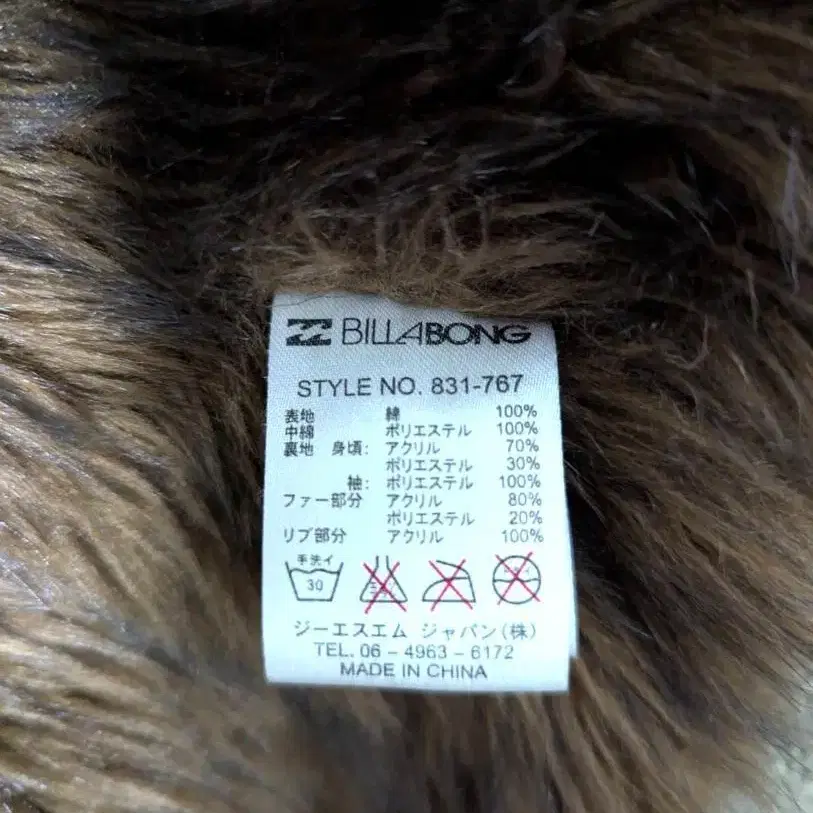 BILLABONG
STYLE NO. 831-767
表地 綿 100%
中綿 ポリエステル 100%
裏地 身頃: アクリル 70%
ポリエステル 30%
袖: ポリエステル 100%
ファー部分 アクリル 80%
ポリエステル 20%
リブ部分 アクリル 100%
手洗イ
30
ジーエスエム ジャパン(株)
TEL. 06-4963-6172
MADE IN CHINA